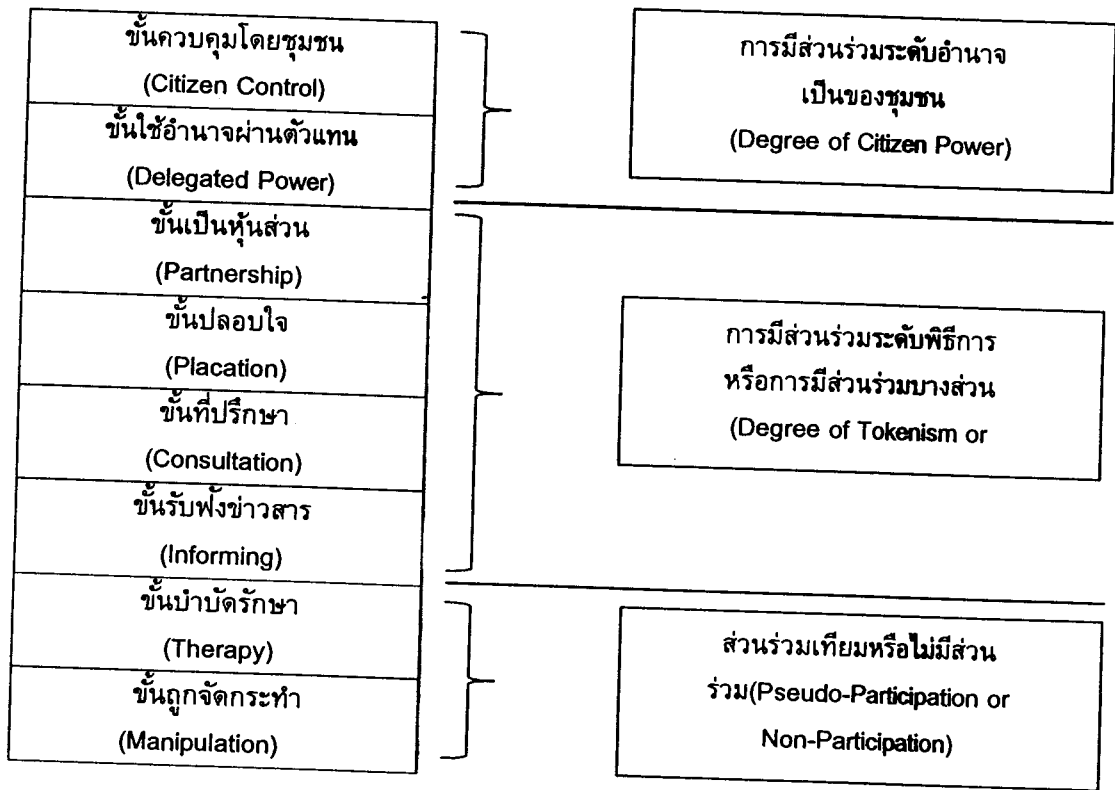 ขั้นควบคุมโดยชุมชน
(Citizen Control)
ขั้นใช้อำนาจผ่านตัวแทน
(Delegated Power)
ขั้นเป็นหุ้นส่วน
(Partnership)
ขั้นปลอบใจ
(Placation)
ขั้นที่ปรึกษา
(Consultation)
ขั้นรับฟังข่าวสาร
(Informing)
ขั้นบำบัดรักษา
(Therapy)
ขั้นถูกจัดกระทำ
(Manipulation)
การมีส่วนร่วมระดับอำนาจ
เป็นของชุมชน
(Degree of Citizen Power)
การมีส่วนร่วมระดับพิธีการ
หรือการมีส่วนร่วมบางส่วน
(Degree of Tokenism or
ส่วนร่วมเทียมหรือไม่มีส่วน
ร่วม(Pseudo-Participation or
Non-Participation)